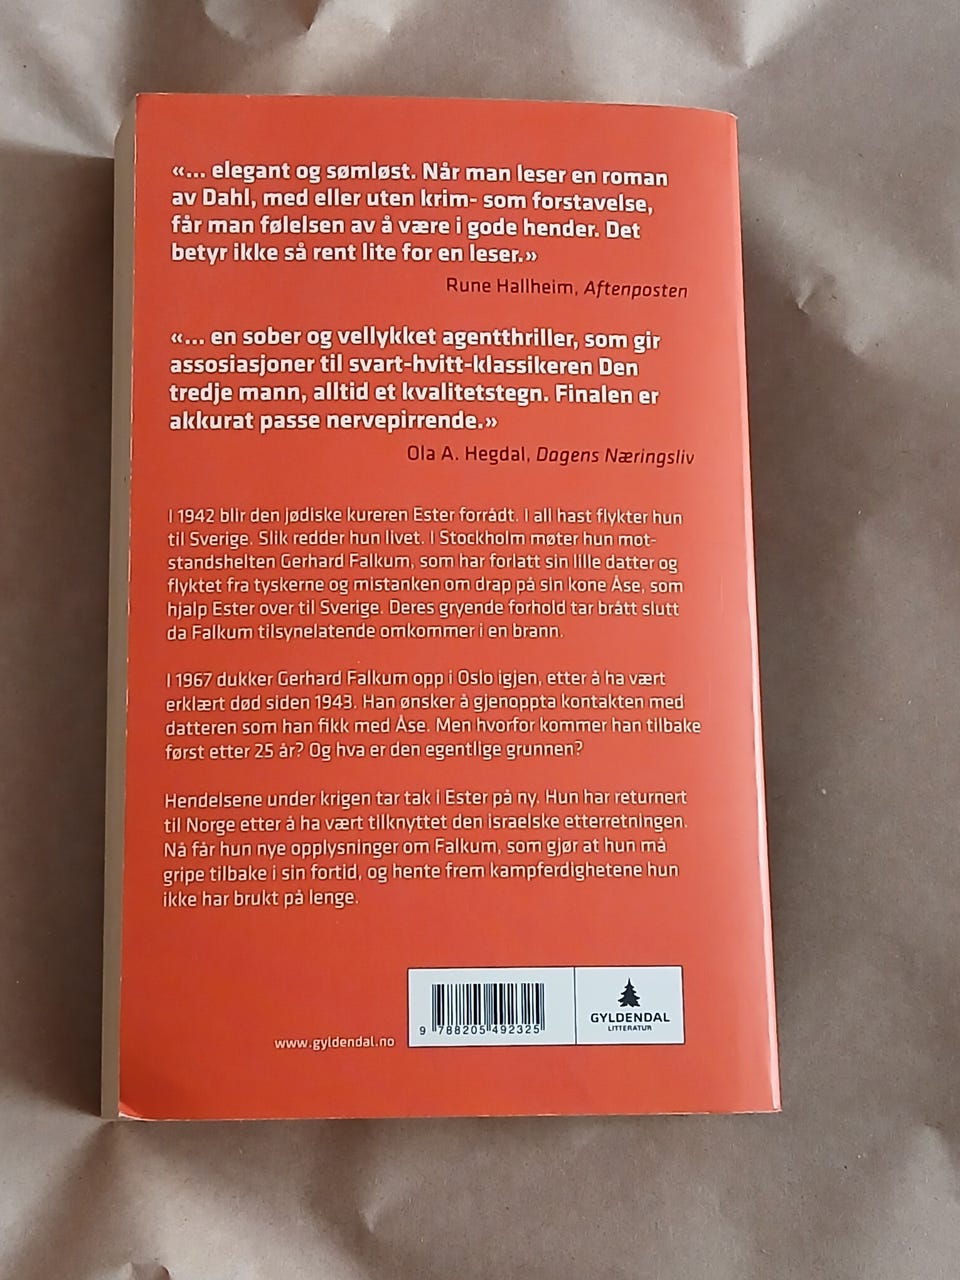 «... elegant og sømløst. Når man leser en roman
av Dahl, med eller uten krim- som forstavelse,
får man følelsen av å være i gode hender. Det
betyr ikke så rent lite for en leser.»
Rune Hallheim, Aftenposten
«... en sober og vellykket agentthriller, som gir
assosiasjoner til svart-hvitt-klassikeren Den
tredje mann, alltid et kvalitetstegn. Finalen er
akkurat passe nervepirrende.»
Ola A. Hegdal, Dagens Næringsliv
I 1942 blir den jødiske kureren Ester forrådt. I all hast flykter hun
til Sverige. Slik redder hun livet. I Stockholm møter hun mot-
standshelten Gerhard Falkum, som har forlatt sin lille datter og
flyktet fra tyskerne og mistanken om drap på sin kone Åse, som
hjalp Ester over til Sverige. Deres gryende forhold tar brått slutt
da Falkum tilsynelatende omkommer i en brann.
I 1967 dukker Gerhard Falkum opp i Oslo igjen, etter å ha vært
erklært død siden 1943. Han ønsker å gjenoppta kontakten med
datteren som han fikk med Åse. Men hvorfor kommer han tilbake
først etter 25 år? Og hva er den egentlige grunnen?
Hendelsene under krigen tar tak i Ester på ny. Hun har returnert
til Norge etter å ha vært tilknyttet den israelske etterretningen.
Nå får hun nye opplysninger om Falkum, som gjør at hun må
gripe tilbake i sin fortid, og hente frem kampferdighetene hun
ikke har brukt på lenge.
www.gyldendal.no
9 788205 492325
GYLDENDAL
LITTERATUR